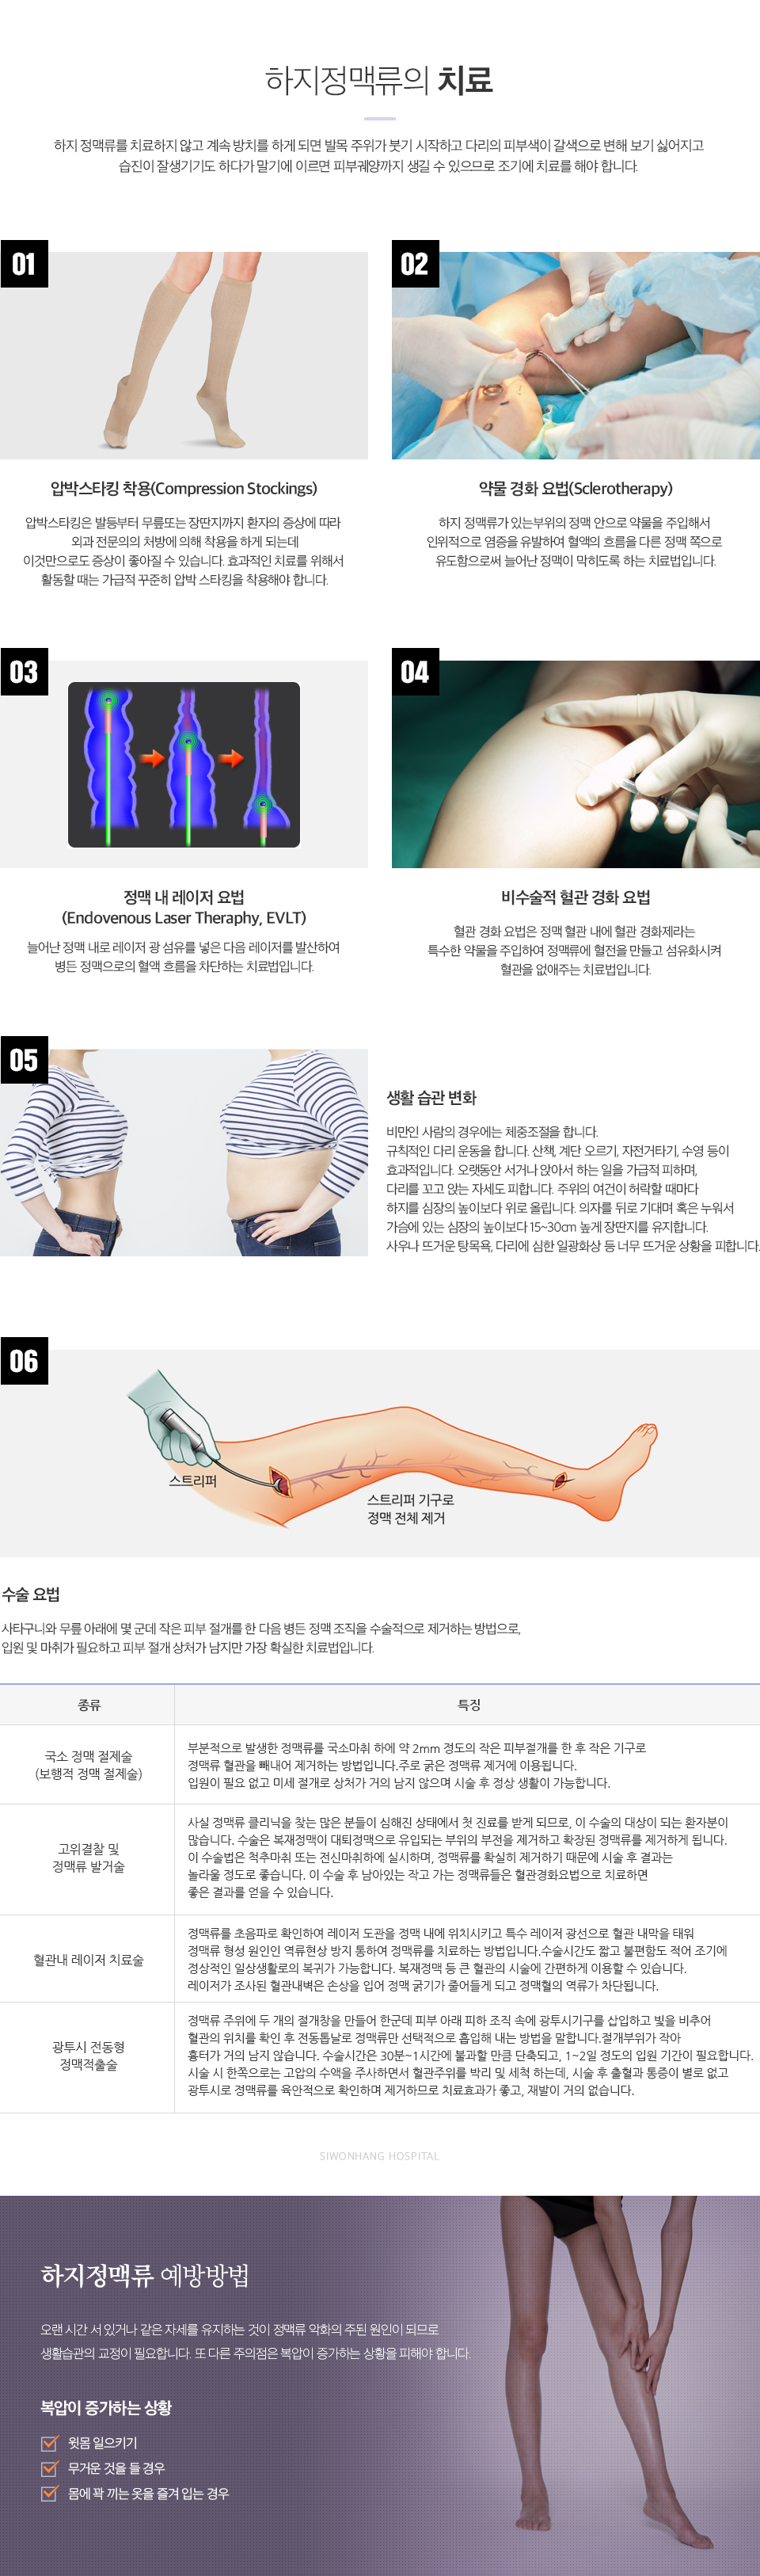 하지정맥류의 치료
하지 정맥류를 치료하지 않고 계속 방치를 하게 되면 발목 주위가 붓기 시작하고 다리의 피부색이 갈색으로 변해 보기 싫어지고
습진이 잘생기기도 하다가 말기에 이르면 피부궤양까지 생길 수 있으므로 조기에 치료를 해야 합니다.
01
압박스타킹 착용(Compression Stockings)
압박스타킹은 발등부터 무릎또는 장딴지까지 환자의 증상에 따라
외과 전문의의 처방에 의해 착용을 하게 되는데
이것만으로도 증상이 좋아질 수 있습니다. 효과적인 치료를 위해서
활동할 때는 가급적 꾸준히 압박 스타킹을 착용해야 합니다.
02
약물 경화 요법(Sclerotherapy)
하지 정맥류가 있는부위의 정맥 안으로 약물을 주입해서
인위적으로 염증을 유발하여 혈액의 흐름을 다른 정맥 쪽으로
유도함으로써 늘어난 정맥이 막히도록 하는 치료법입니다.
03
정맥 내 레이저 요법
(Endovenous Laser Theraphy, EVLT)
늘어난 정맥 내로 레이저 광 섬유를 넣은 다음 레이저를 발산하여
병든 정맥으로의 혈액 흐름을 차단하는 치료법입니다.
04
비수술적 혈관 경화 요법
혈관 경화 요법은 정맥 혈관 내에 혈관 경화제라는
특수한 약물을 주입하여 정맥류에 혈전을 만들고 섬유화시켜
혈관을 없애주는 치료법입니다.
05
생활 습관 변화
비만인 사람의 경우에는 체중조절을 합니다.
규칙적인 다리 운동을 합니다. 산책, 계단 오르기, 자전거타기, 수영 등이
효과적입니다. 오랫동안 서거나 앉아서 하는 일을 가급적 피하며,
다리를 꼬고 앉는 자세도 피합니다. 주위의 여건이 허락할 때마다
하지를 심장의 높이보다 위로 올립니다. 의자를 뒤로 기대며 혹은 누워서
가슴에 있는 심장의 높이보다 15~30cm 높게 장딴지를 유지합니다.
사우나 뜨거운 탕목욕, 다리에 심한 일광화상 등 너무 뜨거운 상황을 피합니다.
06
스트리퍼
스트리퍼 기구로
정맥 전체 제거
수술 요법
사타구니와 무릎 아래에 몇 군데 작은 피부 절개를 한 다음 병든 정맥 조직을 수술적으로 제거하는 방법으로,
입원 및 마취가 필요하고 피부 절개 상처가 남지만 가장 확실한 치료법입니다.
종류
특징
국소 정맥 절제술
(보행적 정맥 절제술)
부분적으로 발생한 정맥류를 국소마취 하에 약 2mm 정도의 작은 피부절개를 한 후 작은 기구로
정맥류 혈관을 빼내어 제거하는 방법입니다.주로 굵은 정맥류 제거에 이용됩니다.
입원이 필요 없고 미세 절개로 상처가 거의 남지 않으며 시술 후 정상 생활이 가능합니다.
고위결찰 및
정맥류 발거술
사실 정맥류 클리닉을 찾는 많은 분들이 심해진 상태에서 첫 진료를 받게 되므로, 이 수술의 대상이 되는 환자분이
많습니다. 수술은 복재정맥이 대퇴정맥으로 유입되는 부위의 부전을 제거하고 확장된 정맥류를 제거하게 됩니다.
이 수술법은 척추마취 또는 전신마취하에 실시하며, 정맥류를 확실히 제거하기 때문에 시술 후 결과는
놀라울 정도로 좋습니다. 이 수술 후 남아있는 작고 가는 정맥류들은 혈관경화요법으로 치료하면
좋은 결과를 얻을 수 있습니다.
혈관내 레이저 치료술
정맥류를 초음파로 확인하여 레이저 도관을 정맥 내에 위치시키고 특수 레이저 광선으로 혈관 내막을 태워
정맥류 형성 원인인 역류현상 방지 통하여 정맥류를 치료하는 방법입니다.수술시간도 짧고 불편함도 적어 조기에
정상적인 일상생활로의 복귀가 가능합니다. 복재정맥 등 큰 혈관의 시술에 간편하게 이용할 수 있습니다.
레이저가 조사된 혈관내벽은 손상을 입어 정맥 굵기가 줄어들게 되고 정맥혈의 역류가 차단됩니다.
광투시 전동형
정맥적출술
정맥류 주위에 두 개의 절개창을 만들어 한군데 피부 아래 피하 조직 속에 광투시기구를 삽입하고 빛을 비추어
혈관의 위치를 확인 후 전동톱날로 정맥류만 선택적으로 흡입해 내는 방법을 말합니다.절개부위가 작아
흉터가 거의 남지 않습니다. 수술시간은 30분~1시간에 불과할 만큼 단축되고, 1~2일 정도의 입원 기간이 필요합니다.
시술 시 한쪽으로는 고압의 수액을 주사하면서 혈관주위를 박리 및 세척 하는데, 시술 후 출혈과 통증이 별로 없고
광투시로 정맥류를 육안적으로 확인하며 제거하므로 치료효과가 좋고, 재발이 거의 없습니다.
SIWONHANG HOSPITAL
하지정맥류 예방방법
오랜 시간 서 있거나 같은 자세를 유지하는 것이 정맥류 악화의 주된 원인이 되므로
생활습관의 교정이 필요합니다. 또 다른 주의점은 복압이 증가하는 상황을 피해야 합니다.
복압이 증가하는 상황
윗몸 일으키기
무거운 것을 들 경우
몸에 꽉 끼는 옷을 즐겨 입는 경우